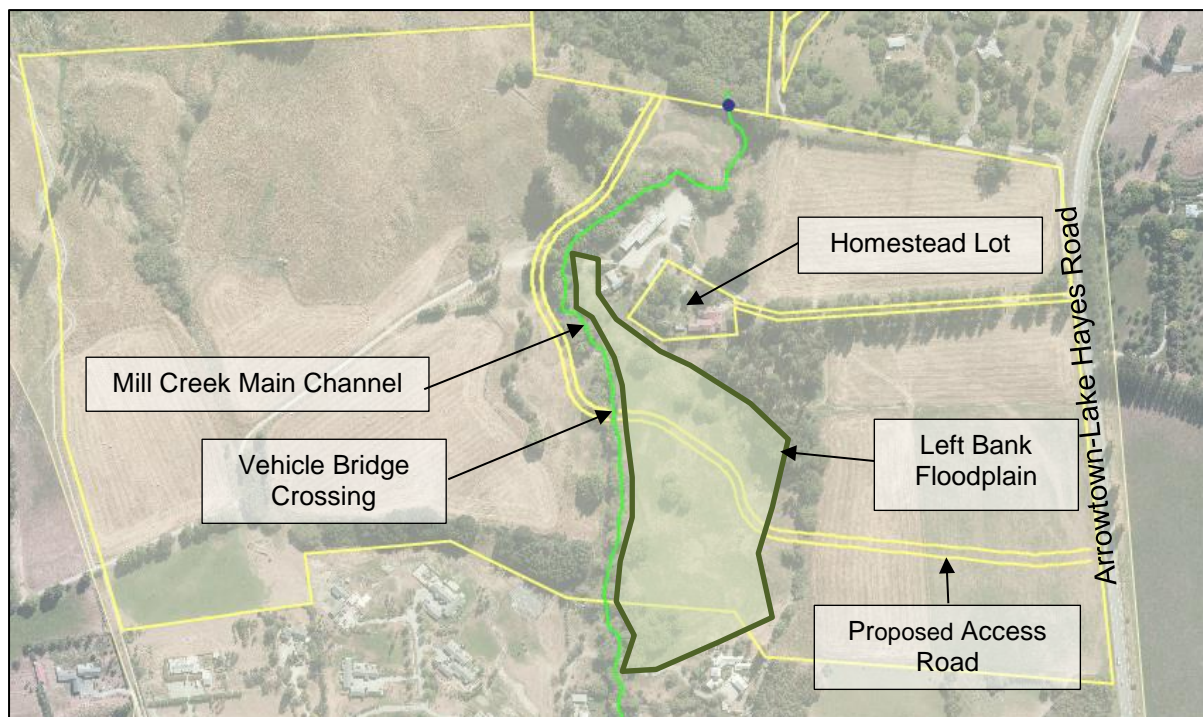 Homestead Lot
Arrowtown-Lake Hayes Road
Mill Creek Main Channel
Vehicle Bridge
Crossing
Left Bank
Floodplain
Proposed Access
Road